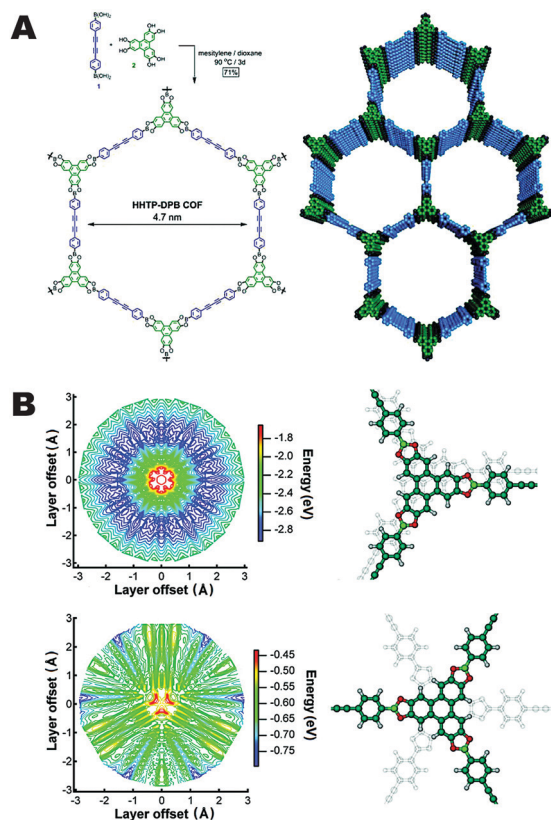 A
B(OH)2
B(OH)2
1
+
HO
OH
HO
OH
HO
OH
2
mesitylene / dioxane
90 °C / 3d
71%
HHTP-DPB COF
4.7 nm
B
Layer offset (Å)
3
2
1
0
-1
-2
-3
-3 -2 -1 0 1 2 3
Layer offset (Å)
-1.8
-2.0
-2.2
-2.4
-2.6
-2.8
Energy (eV)
Layer offset (Å)
3
2
1
0
-1
-2
-3
-3 -2 -1 0 1 2 3
Layer offset (Å)
-0.45
-0.50
-0.55
-0.60
-0.65
-0.70
-0.75
Energy (eV)